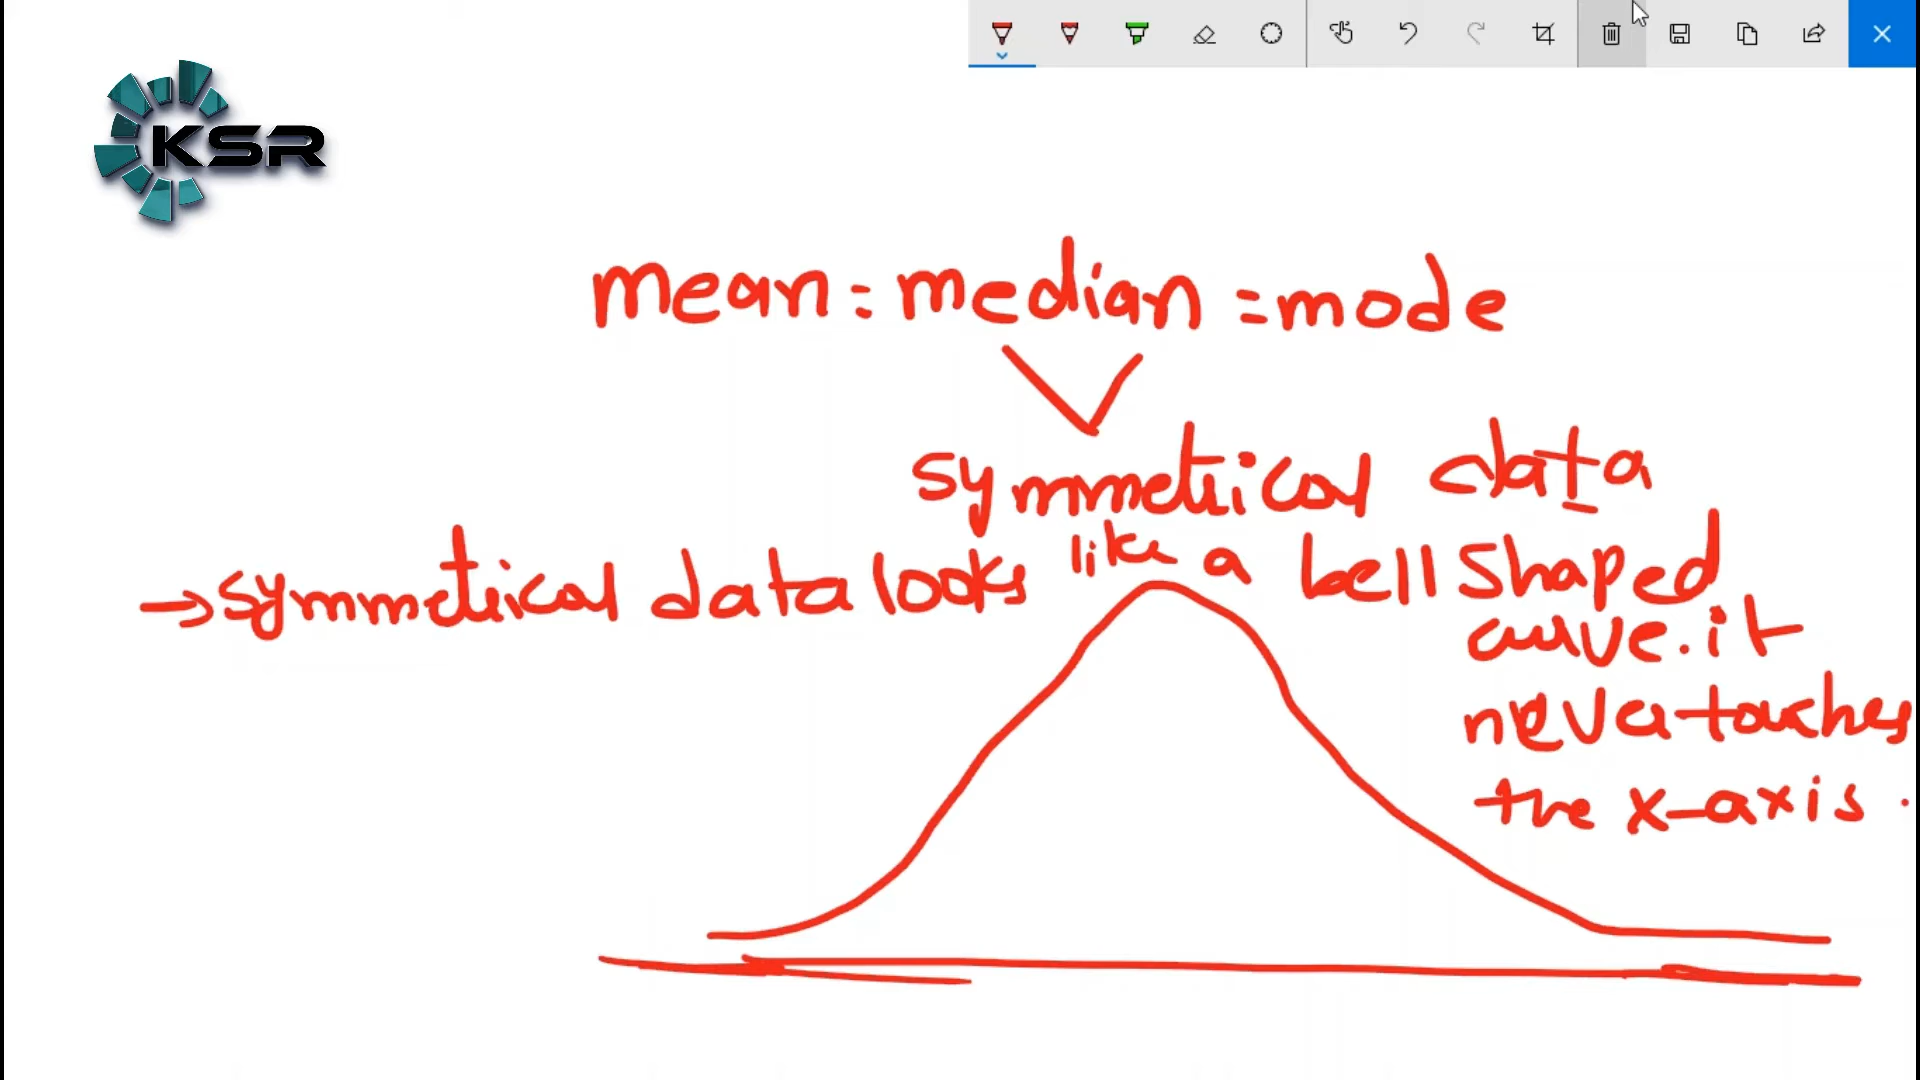 KSR
mean = median = mode
symmetrical data
→ symmetrical data looks like a bell shaped
curve. it
never touches
the x-axis.